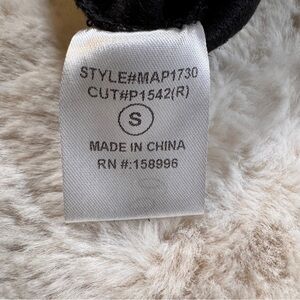 STYLE#MAP1730
CUT#P1542(R)
S
MADE IN CHINA
RN #:158996